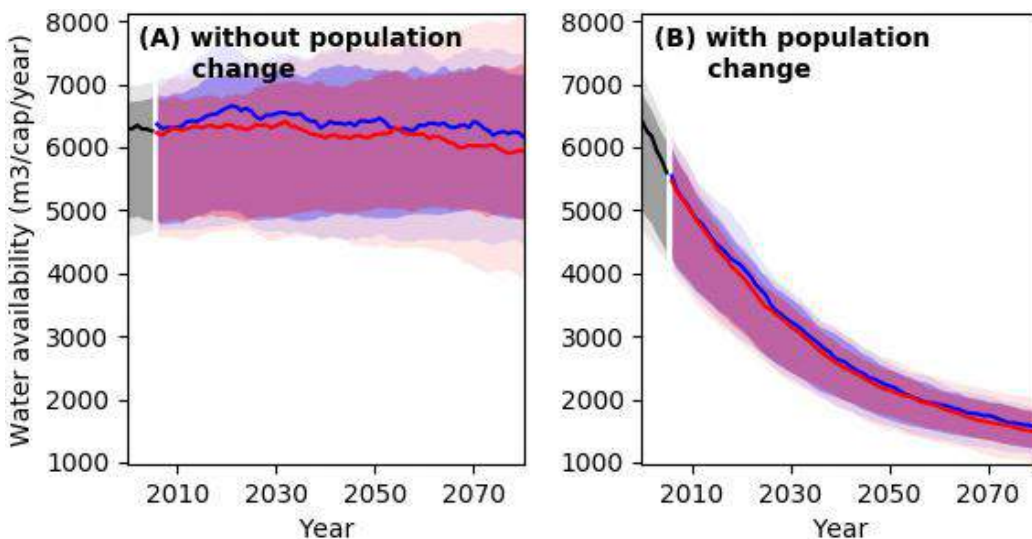 (A) without population
change
8000
7000
6000
5000
4000
3000
2000
1000
2010 2030 2050 2070
Year
Water availability (m3/cap/year)
(B) with population
change
8000
7000
6000
5000
4000
3000
2000
1000
2010 2030 2050 2070
Year